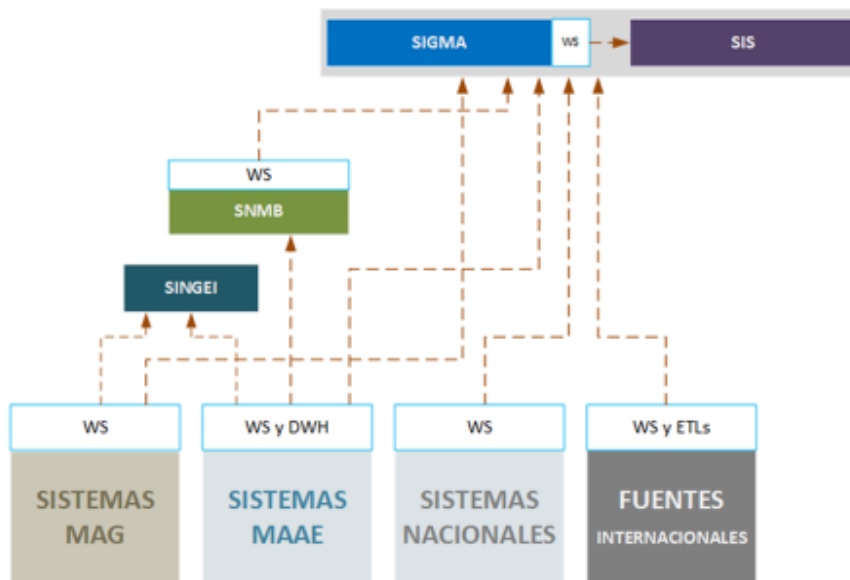 SIGMA
WS
SIS
WS
SNMB
SINGEI
WS
WS y DWH
WS
WS y ETLs
SISTEMAS
MAG
SISTEMAS
MAAE
SISTEMAS
NACIONALES
FUENTES
INTERNACIONALES